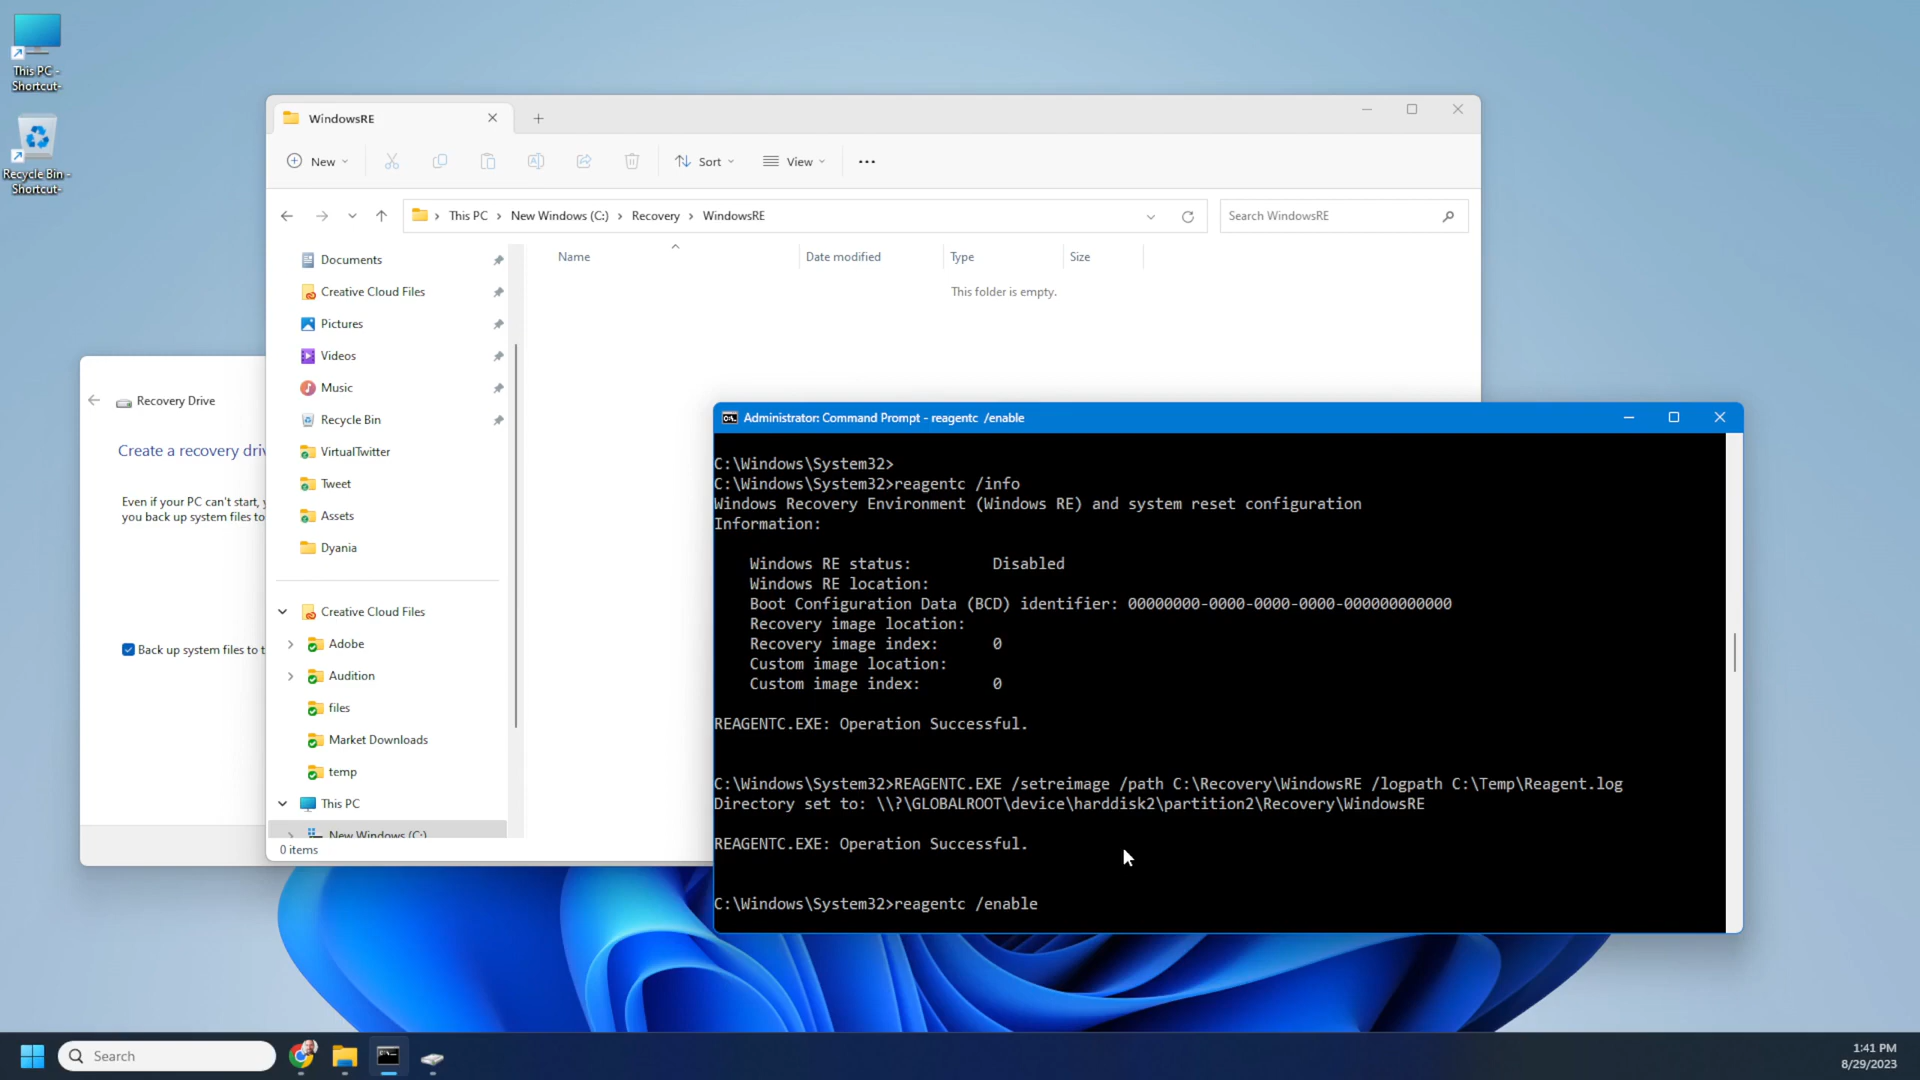 This PC -
Shortcut-
Recycle Bin -
Shortcut-
WindowsRE
New
Sort
View
This PC
New Windows (C:)
Recovery
WindowsRE
Search WindowsRE
Documents
Creative Cloud Files
Pictures
Videos
Music
Recycle Bin
VirtualTwitter
Tweet
Assets
Dyania
Creative Cloud Files
Adobe
Audition
files
Market Downloads
temp
This PC
New Windows (C:)
0 items
Name
Date modified
Type
Size
This folder is empty.
Recovery Drive
Create a recovery driv
Even if your PC can't start, y
you back up system files to
Back up system files to t
Administrator: Command Prompt - reagentc /enable
C:\Windows\System32>
C:\Windows\System32>reagentc /info
Windows Recovery Environment (Windows RE) and system reset configuration
Information:
Windows RE status: Disabled
Windows RE location:
Boot Configuration Data (BCD) identifier: 00000000-0000-0000-0000-000000000000
Recovery image location:
Recovery image index: 0
Custom image location:
Custom image index: 0
REAGENTC.EXE: Operation Successful.
C:\Windows\System32>REAGENTC.EXE /setreimage /path C:\Recovery\WindowsRE /logpath C:\Temp\Reagent.log
Directory set to: \\?\GLOBALROOT\device\harddisk2\partition2\Recovery\WindowsRE
REAGENTC.EXE: Operation Successful.
C:\Windows\System32>reagentc /enable
Search
1:41 PM
8/29/2023